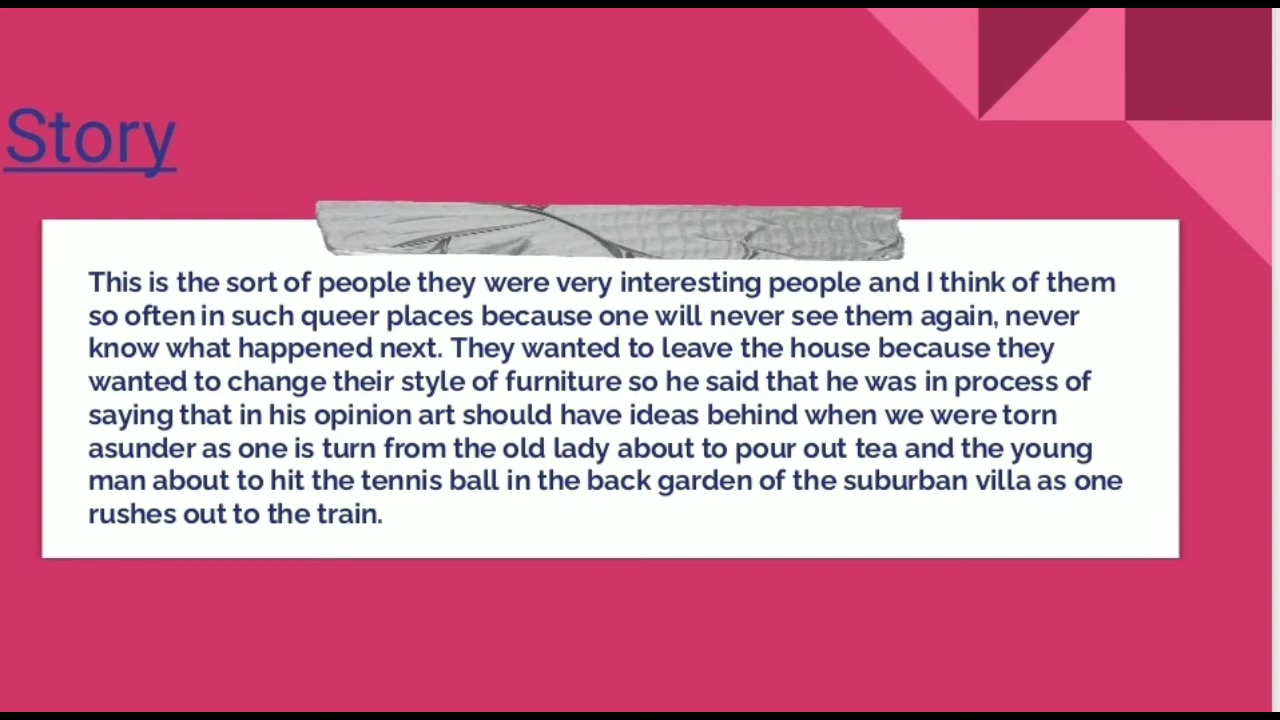 Story
This is the sort of people they were very interesting people and I think of them
so often in such queer places because one will never see them again, never
know what happened next. They wanted to leave the house because they
wanted to change their style of furniture so he said that he was in process of
saying that in his opinion art should have ideas behind when we were torn
asunder as one is turn from the old lady about to pour out tea and the young
man about to hit the tennis ball in the back garden of the suburban villa as one
rushes out to the train.